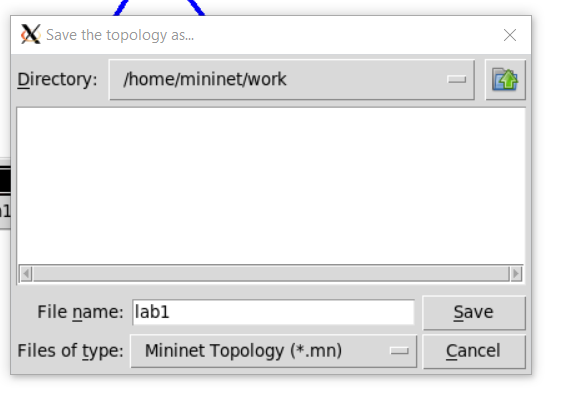 Save the topology as...
Directory: /home/mininet/work
File name: lab1 Save
Files of type: Mininet Topology (*.mn) Cancel